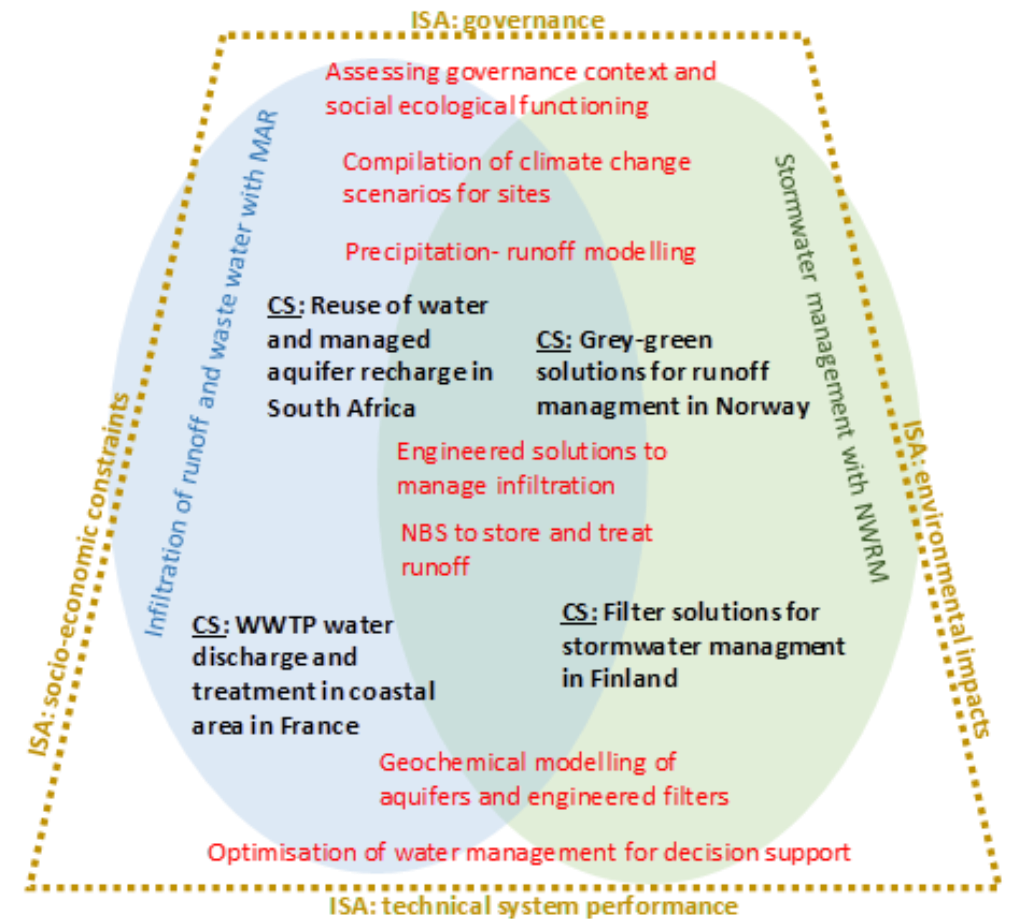 ISA: governance
Assessing governance context and
social ecological functioning
Compilation of climate change
scenarios for sites
Precipitation- runoff modelling
Infiltration of runoff and waste water with MAR
Stormwater management with NWRM
CS: Reuse of water
and managed
aquifer recharge in
South Africa
CS: Grey-green
solutions for runoff
managment in Norway
ISA: socio-economic constraints
ISA: environmental impacts
Engineered solutions to
manage infiltration
NBS to store and treat
runoff
CS: WWTP water
discharge and
treatment in coastal
area in France
CS: Filter solutions for
stormwater managment
in Finland
Geochemical modelling of
aquifers and engineered filters
Optimisation of water management for decision support
ISA: technical system performance